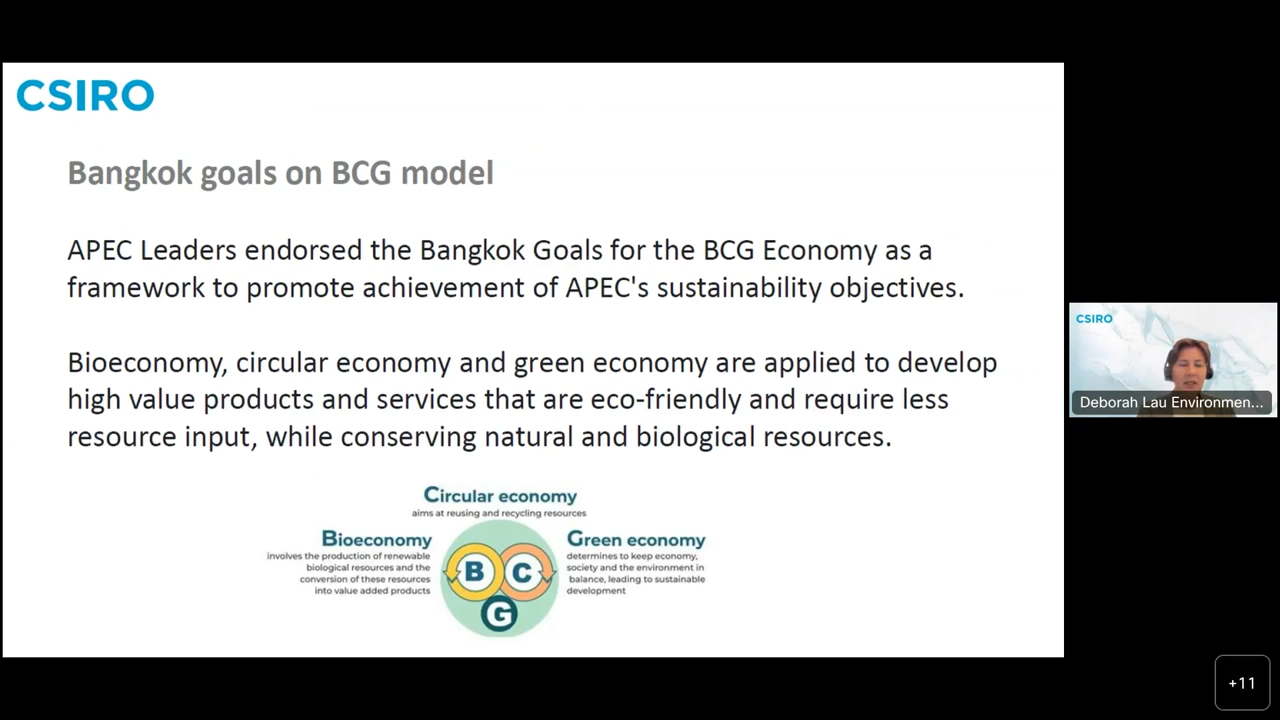 CSIRO
Bangkok goals on BCG model
APEC Leaders endorsed the Bangkok Goals for the BCG Economy as a
framework to promote achievement of APEC's sustainability objectives.
Bioeconomy, circular economy and green economy are applied to develop
high value products and services that are eco-friendly and require less
resource input, while conserving natural and biological resources.
Circular economy
aims at reusing and recycling resources
Bioeconomy
involves the production of renewable
biological resources and the
conversion of these resources
into value added products
B
C
G
Green economy
determines to keep economy,
society and the environment in
balance, leading to sustainable
development
CSIRO
Deborah Lau Environmen...
+11